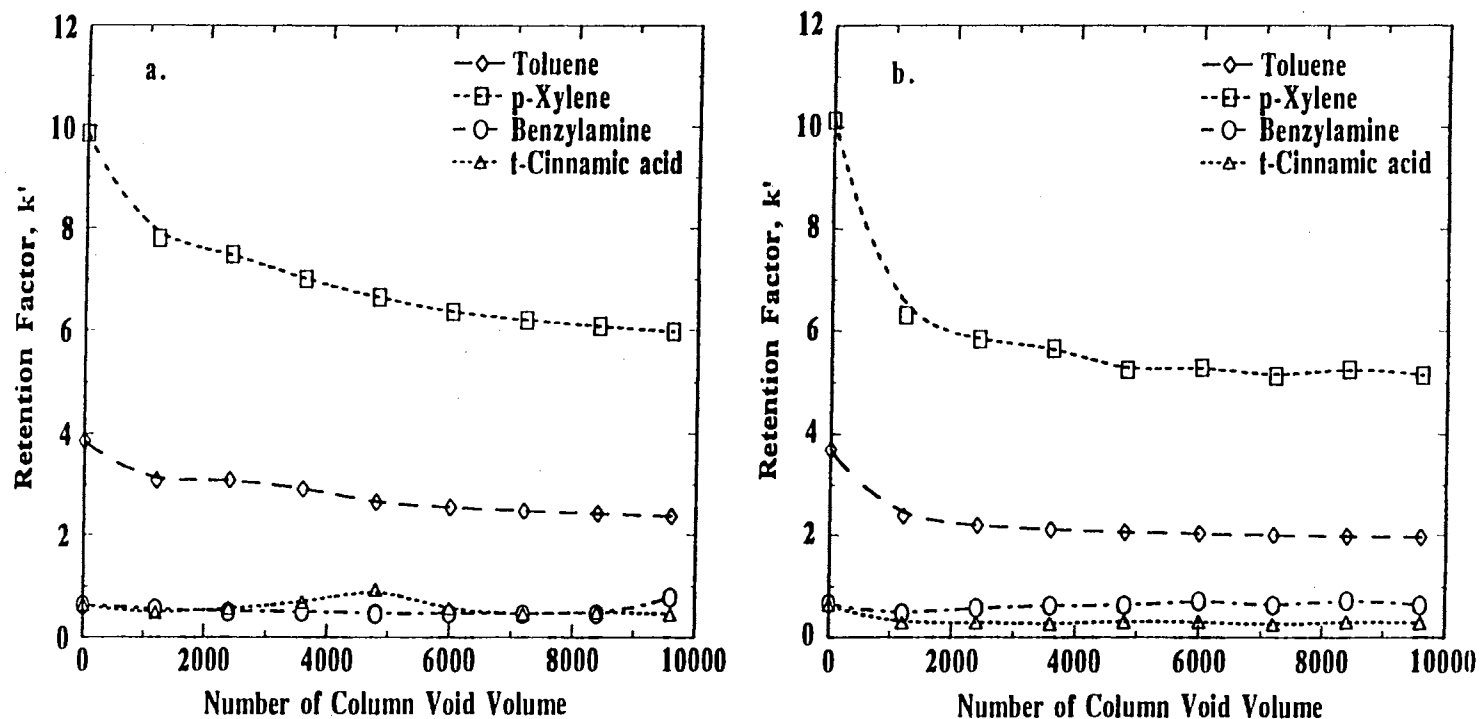 a.
Toluene
p-Xylene
Benzylamine
t-Cinnamic acid
12
10
8
6
4
2
0
0 2000 4000 6000 8000 10000
Retention Factor, k'
Number of Column Void Volume
b.
Toluene
p-Xylene
Benzylamine
t-Cinnamic acid
12
10
8
6
4
2
0
0 2000 4000 6000 8000 10000
Retention Factor, k'
Number of Column Void Volume